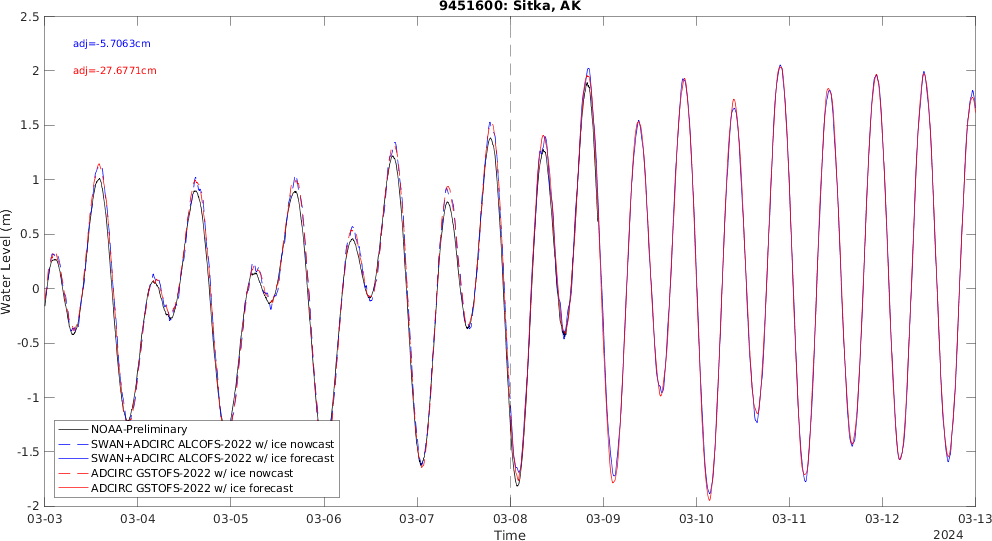 9451600: Sitka, AK
2.5
2
1.5
1
0.5
0
-0.5
-1
-1.5
-2
Water Level (m)
adj=-5.7063cm
adj=-27.6771cm
NOAA-Preliminary
SWAN+ADCIRC ALCOFS-2022 w/ ice nowcast
SWAN+ADCIRC ALCOFS-2022 w/ ice forecast
ADCIRC GSTOFS-2022 w/ ice nowcast
ADCIRC GSTOFS-2022 w/ ice forecast
03-03 03-04 03-05 03-06 03-07 03-08 03-09 03-10 03-11 03-12 03-13
Time
2024